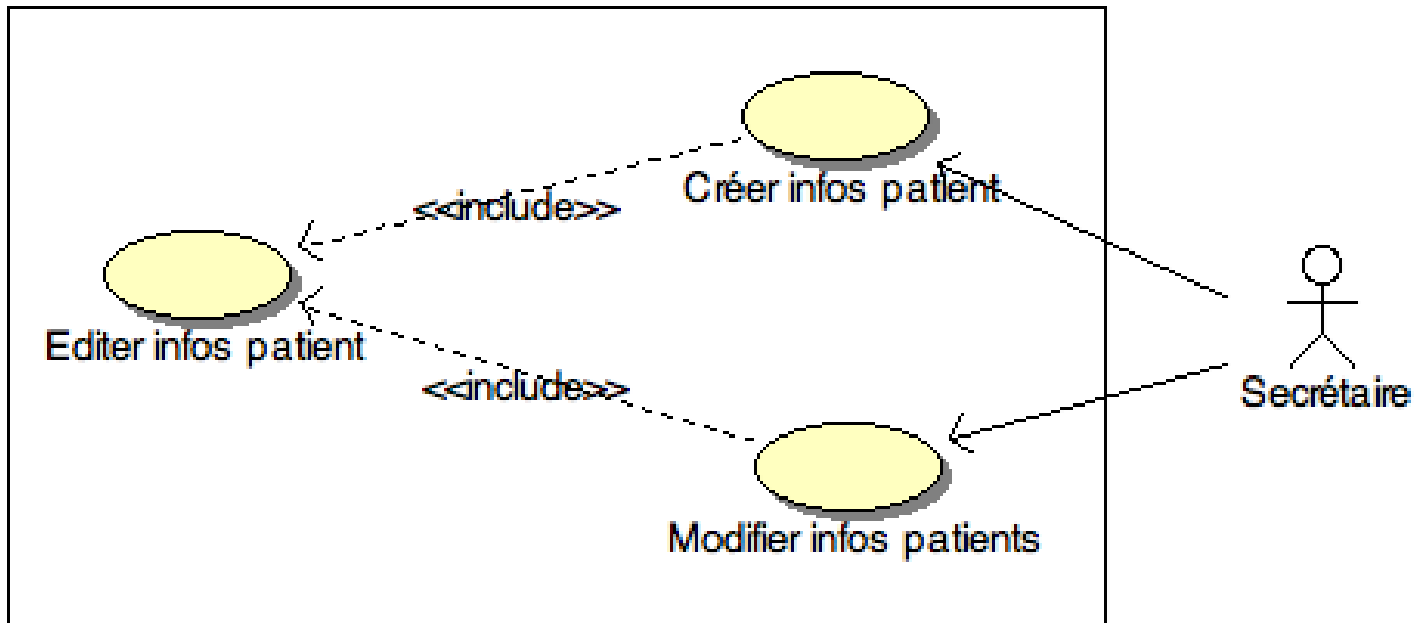 Créer infos patient
<<include>>
Editer infos patient
<<include>>
Secrétaire
Modifier infos patients